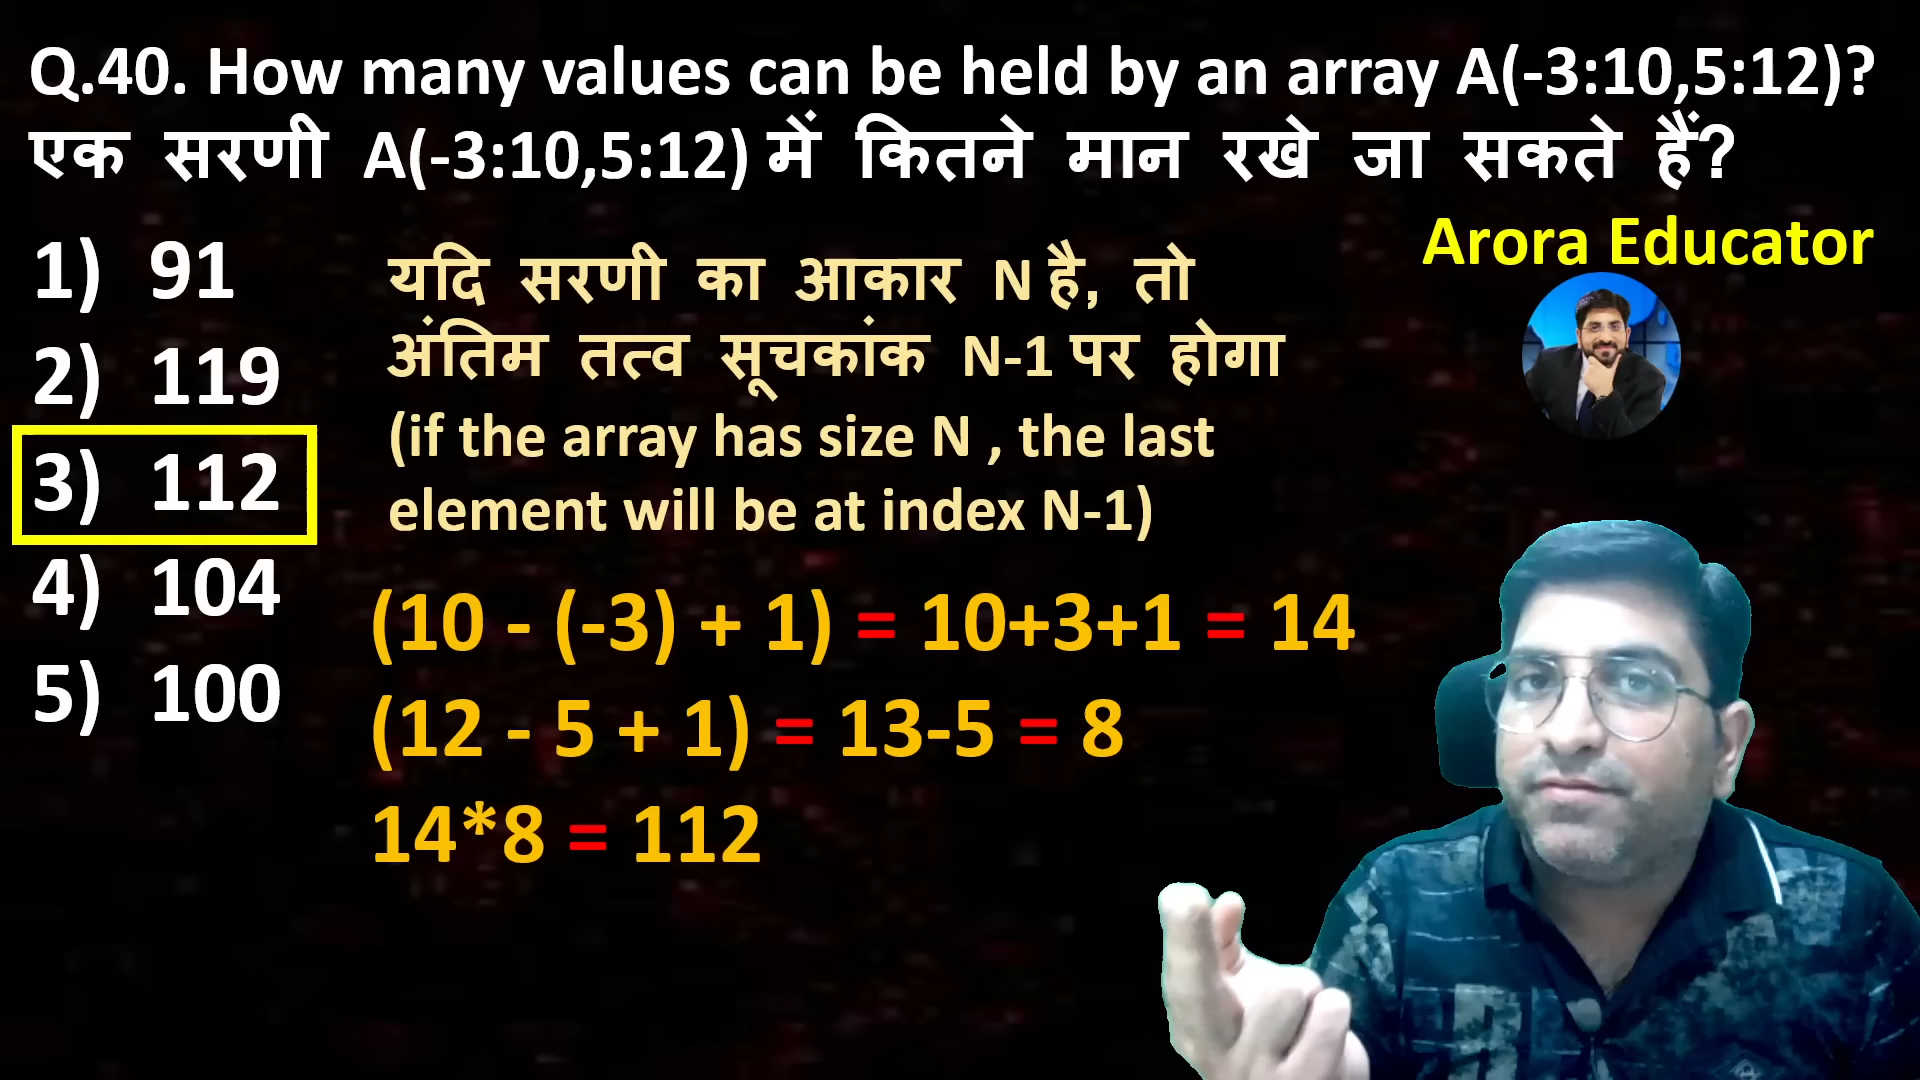 Q.40. How many values can be held by an array A(-3:10,5:12)?
एक सरणी A(-3:10,5:12) में कितने मान रखे जा सकते हैं?
Arora Educator
1) 91
2) 119
3) 112
4) 104
5) 100
यदि सरणी का आकार N है, तो
अंतिम तत्व सूचकांक N-1 पर होगा
(if the array has size N , the last
element will be at index N-1)
(10 - (-3) + 1) = 10+3+1 = 14
(12 - 5 + 1) = 13-5 = 8
14*8 = 112